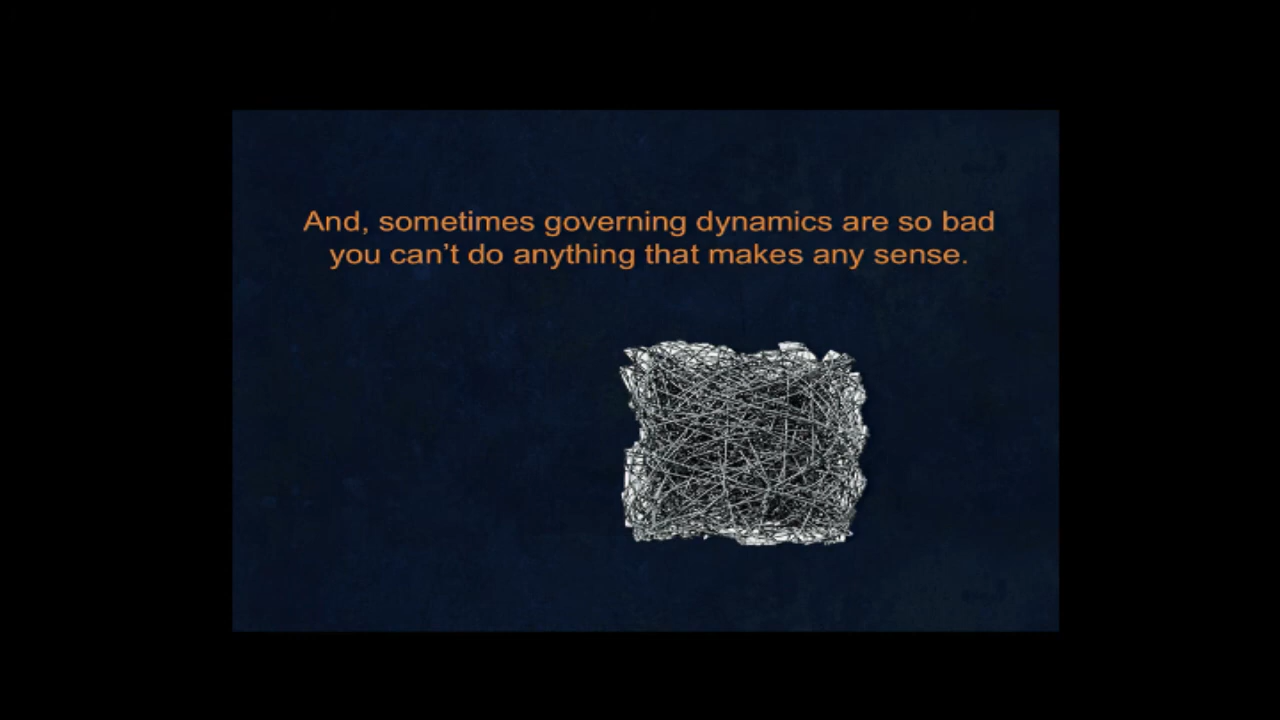 And, sometimes governing dynamics are so bad
you can’t do anything that makes any sense.